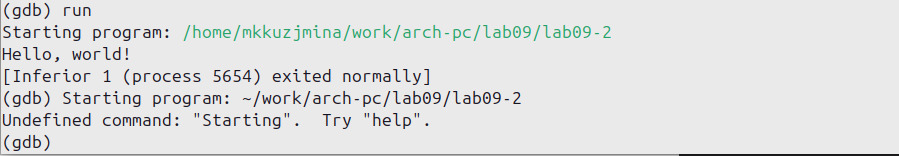 (gdb) run
Starting program: /home/mkkuzjmina/work/arch-pc/lab09/lab09-2
Hello, world!
[Inferior 1 (process 5654) exited normally]
(gdb) Starting program: ~/work/arch-pc/lab09/lab09-2
Undefined command: "Starting".  Try "help".
(gdb)